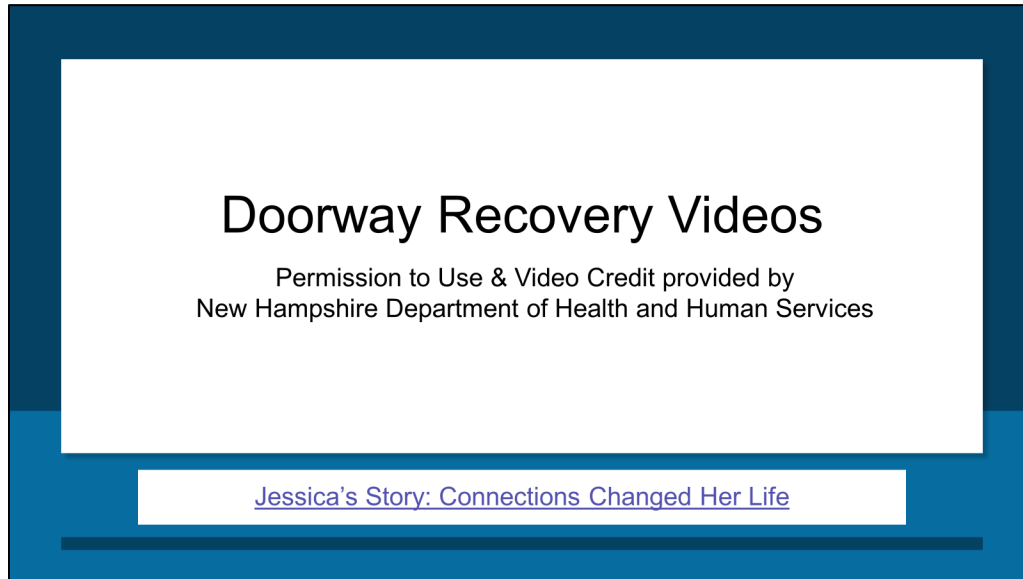 Doorway Recovery Videos
Permission to Use & Video Credit provided by
New Hampshire Department of Health and Human Services
Jessica’s Story: Connections Changed Her Life